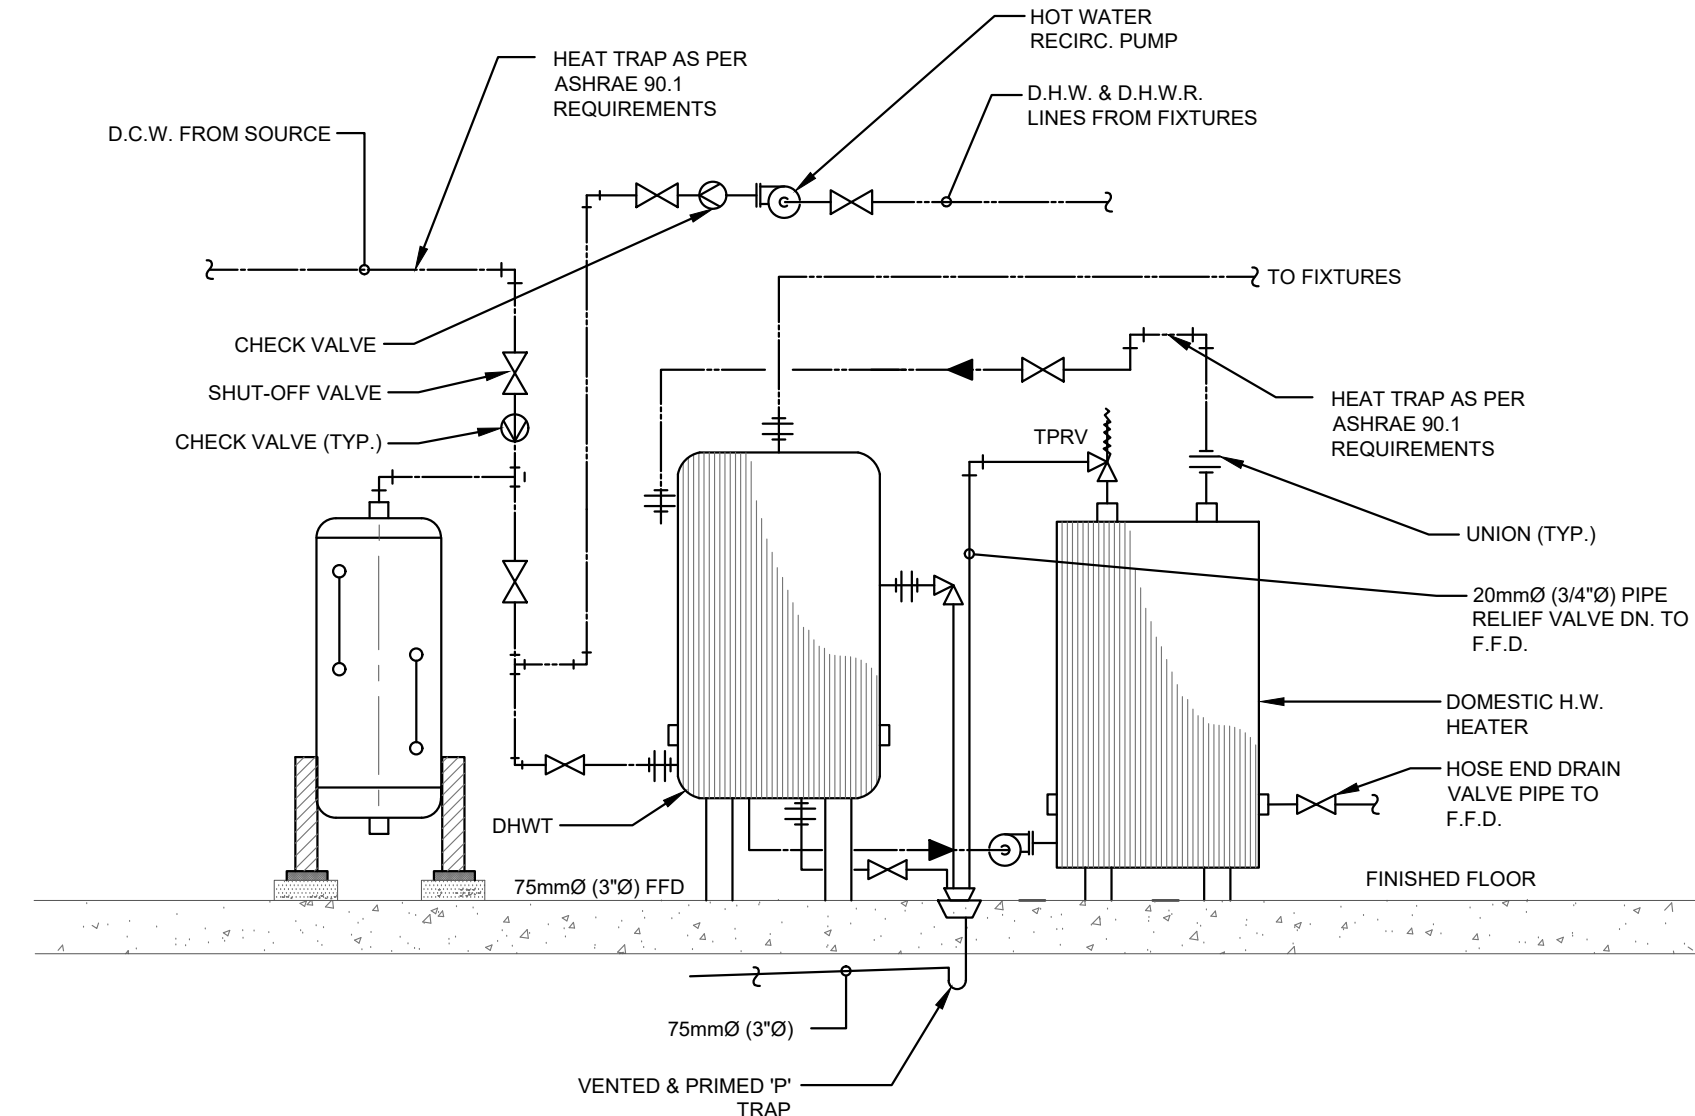 HOT WATER
RECIRC. PUMP
HEAT TRAP AS PER
ASHRAE 90.1
REQUIREMENTS
D.H.W. & D.H.W.R.
LINES FROM FIXTURES
D.C.W. FROM SOURCE
TO FIXTURES
CHECK VALVE
SHUT-OFF VALVE
CHECK VALVE (TYP.)
HEAT TRAP AS PER
ASHRAE 90.1
REQUIREMENTS
TPRV
UNION (TYP.)
20mmØ (3/4"Ø) PIPE
RELIEF VALVE DN. TO
F.F.D.
DOMESTIC H.W.
HEATER
HOSE END DRAIN
VALVE PIPE TO
F.F.D.
DHWT
75mmØ (3"Ø) FFD
FINISHED FLOOR
75mmØ (3"Ø)
VENTED & PRIMED 'P'
TRAP